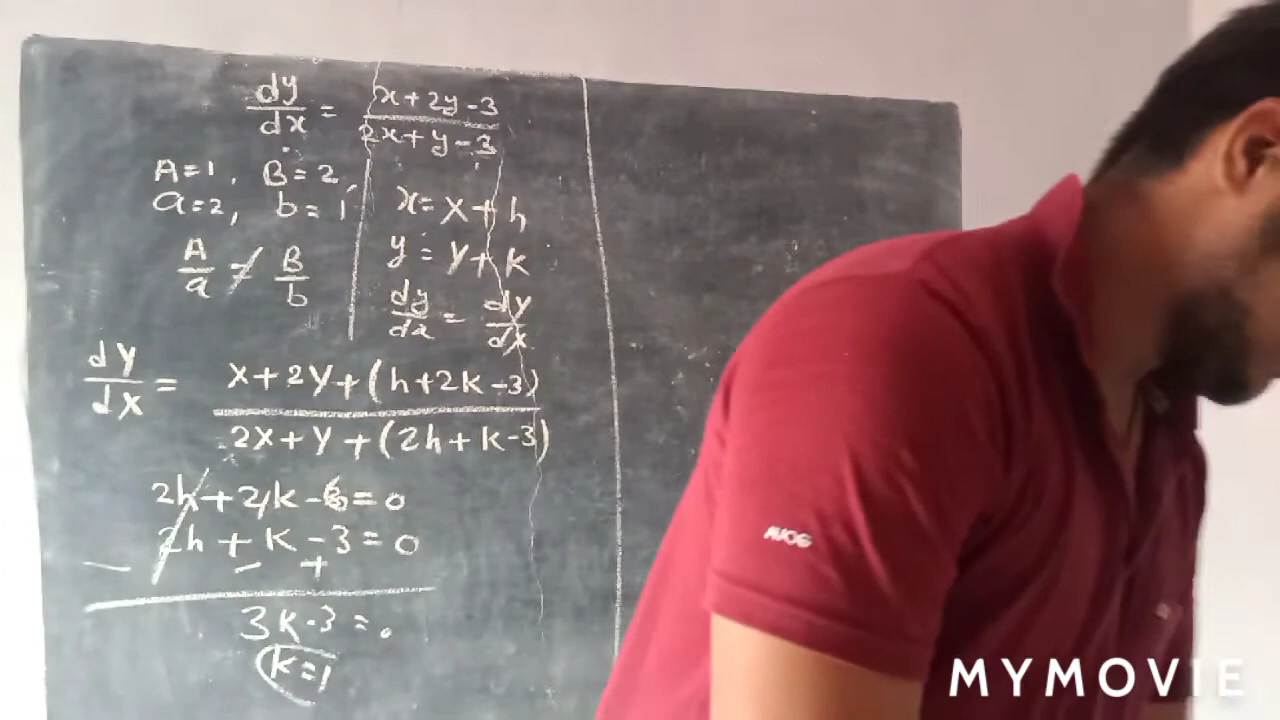 dy/dx = (x+2y-3)/(2x+y-3)
A=1, B=2,
a=2, b=1
A/a ≠ B/b
x=X+h
y=Y+k
dy/dx = dY/dX
dY/dX = (X+2Y+(h+2k-3))/(2X+Y+(2h+k-3))
2h+4k-6=0
2h+k-3=0
- - +
3k-3=0
k=1
MYMOVIE